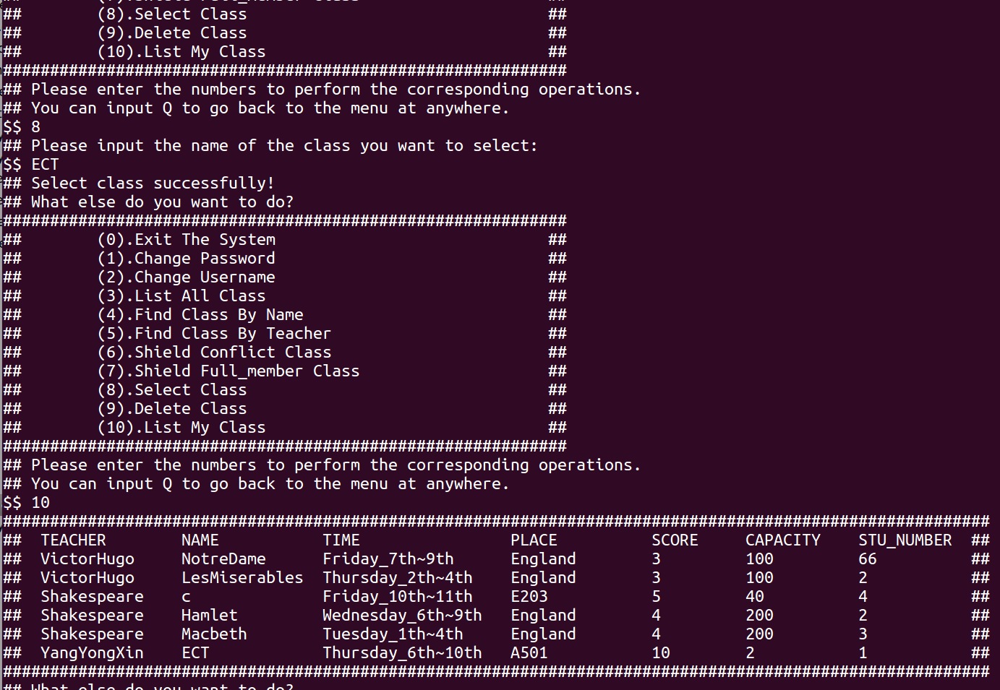 ##        (8).Select Class                                ##
##        (9).Delete Class                                ##
##        (10).List My Class                              ##
############################################################
## Please enter the numbers to perform the corresponding operations.
## You can input Q to go back to the menu at anywhere.
$$ 8
## Please input the name of the class you want to select:
$$ ECT
## Select class successfully!
## What else do you want to do?
############################################################
##        (0).Exit The System                             ##
##        (1).Change Password                             ##
##        (2).Change Username                             ##
##        (3).List All Class                              ##
##        (4).Find Class By Name                          ##
##        (5).Find Class By Teacher                       ##
##        (6).Shield Conflict Class                       ##
##        (7).Shield Full_member Class                    ##
##        (8).Select Class                                ##
##        (9).Delete Class                                ##
##        (10).List My Class                              ##
############################################################
## Please enter the numbers to perform the corresponding operations.
## You can input Q to go back to the menu at anywhere.
$$ 10
#########################################################################################################
##  TEACHER        NAME           TIME                PLACE          SCORE     CAPACITY    STU_NUMBER  ##
##  VictorHugo     NotreDame      Friday_7th~9th      England        3         100         66          ##
##  VictorHugo     LesMiserables  Thursday_2th~4th    England        3         100         2           ##
##  Shakespeare    c              Friday_10th~11th    E203           5         40          4           ##
##  Shakespeare    Hamlet         Wednesday_6th~9th   England        4         200         2           ##
##  Shakespeare    Macbeth        Tuesday_1th~4th     England        4         200         3           ##
##  YangYongXin    ECT            Thursday_6th~10th   A501           10        2           1           ##
#########################################################################################################
## What else do you want to do?